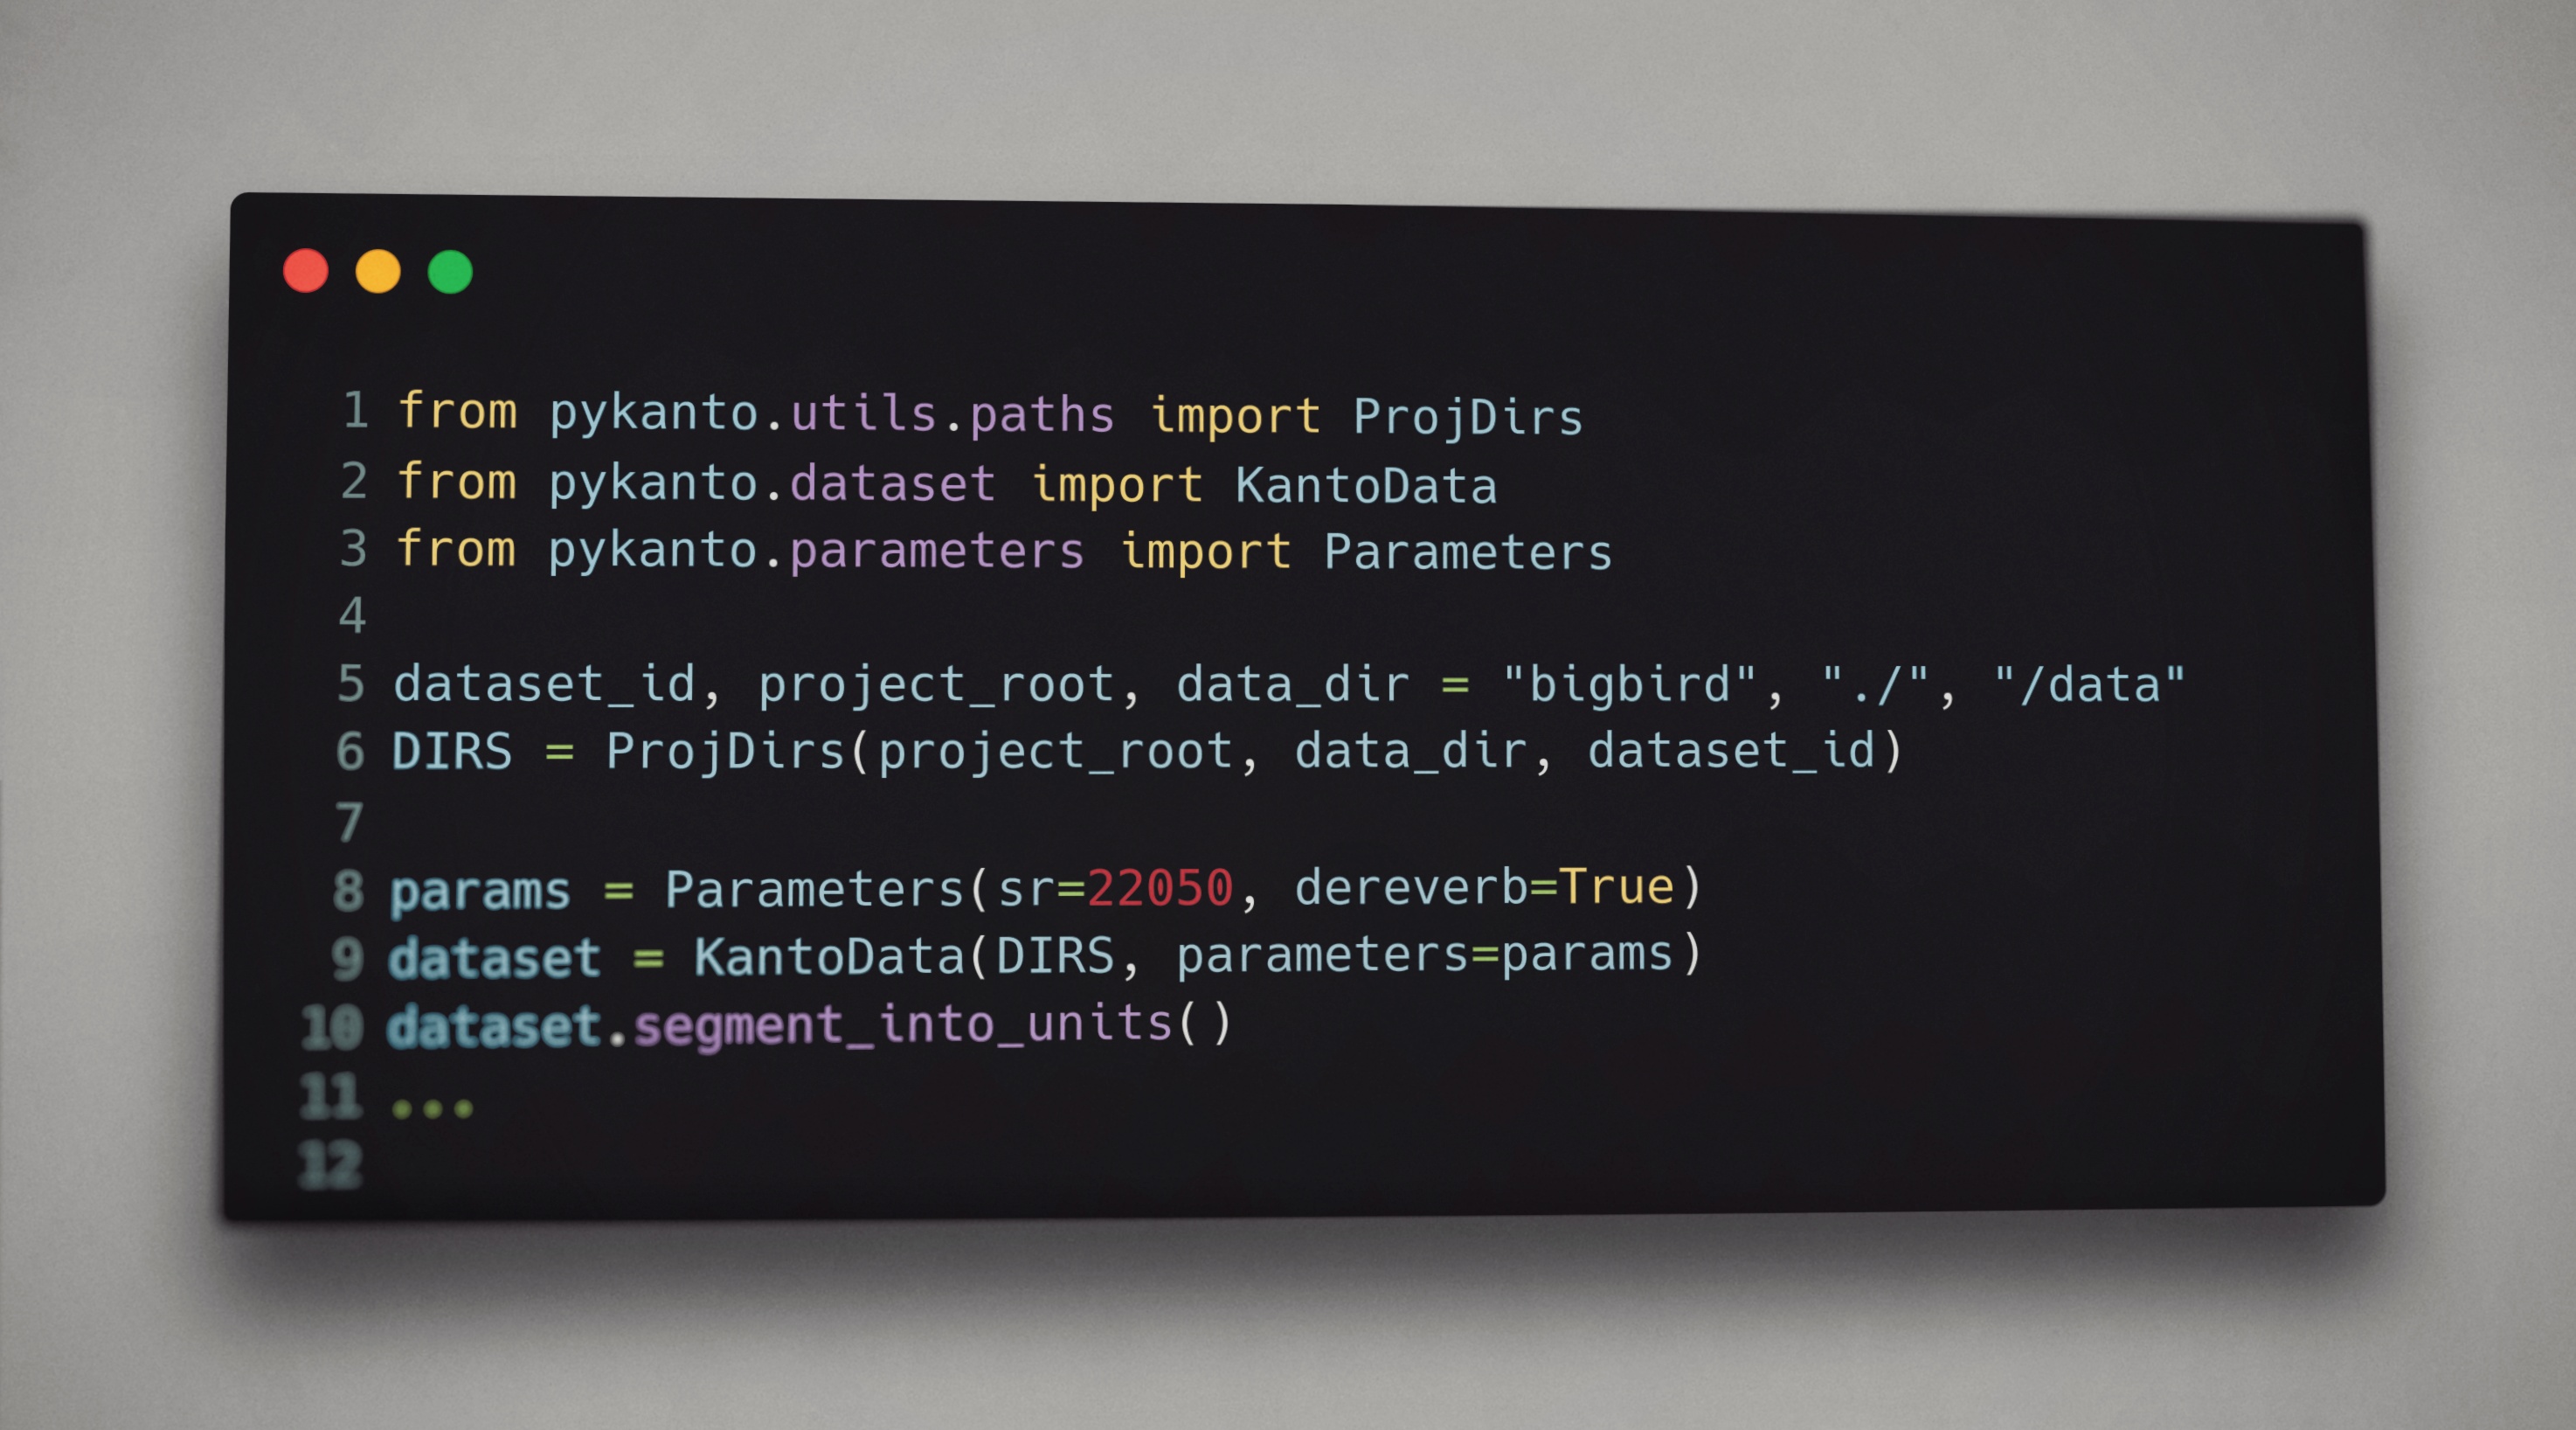 1 from pykanto.utils.paths import ProjDirs
2 from pykanto.dataset import KantoData
3 from pykanto.parameters import Parameters
4
5 dataset_id, project_root, data_dir = "bigbird", "./", "/data"
6 DIRS = ProjDirs(project_root, data_dir, dataset_id)
7
8 params = Parameters(sr=22050, dereverb=True)
9 dataset = KantoData(DIRS, parameters=params)
10 dataset.segment_into_units()
11 ...
12